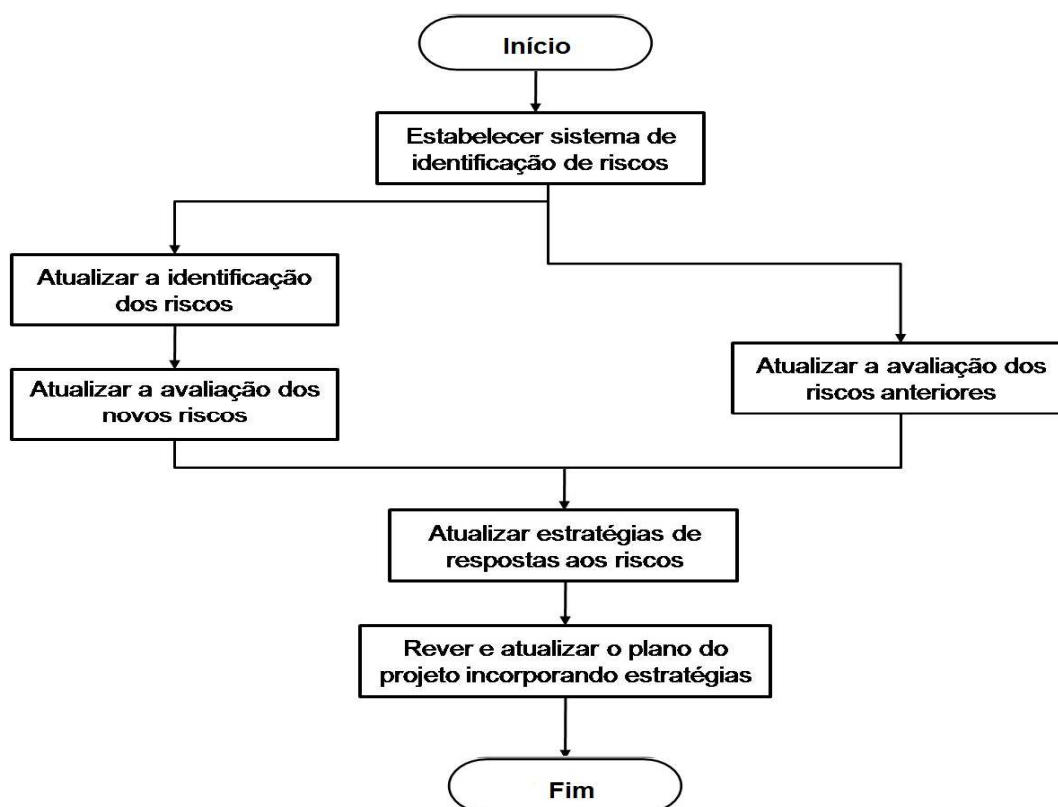 Início
Estabelecer sistema de
identificação de riscos
Atualizar a identificação
dos riscos
Atualizar a avaliação dos
novos riscos
Atualizar a avaliação dos
riscos anteriores
Atualizar estratégias de
respostas aos riscos
Rever e atualizar o plano do
projeto incorporando estratégias
Fim